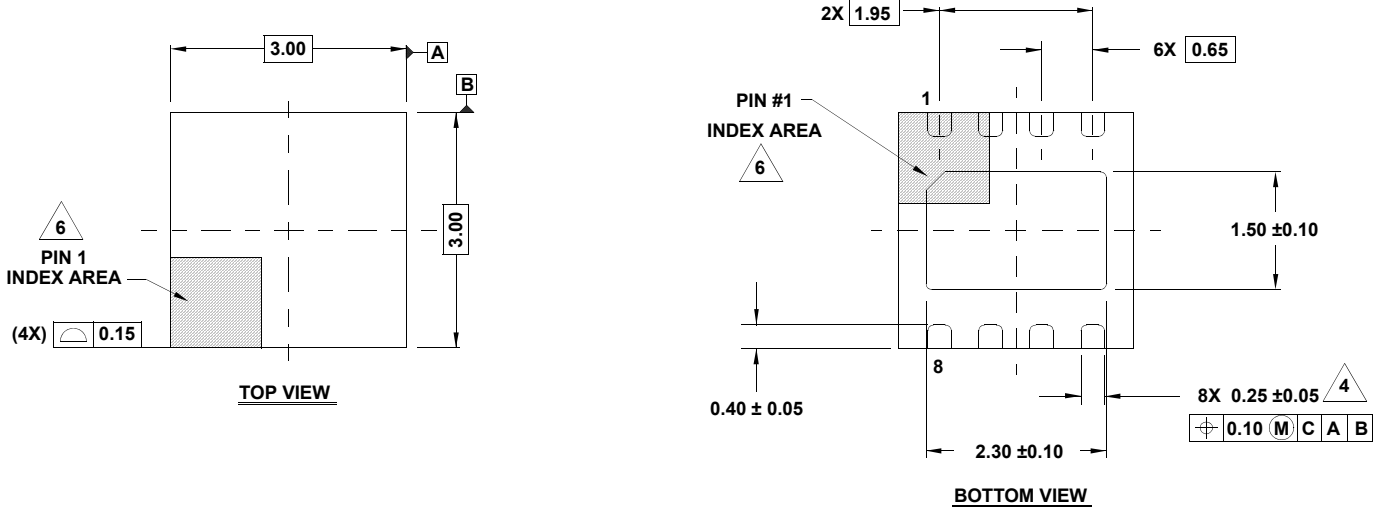 3.00
A
B
3.00
6
PIN 1
INDEX AREA
(4X) 0.15
TOP VIEW
2X 1.95
6X 0.65
PIN #1
INDEX AREA
6
1
1.50 ±0.10
8
0.40 ± 0.05
8X 0.25 ±0.05 4
⌖ 0.10 Ⓜ C A B
2.30 ±0.10
BOTTOM VIEW